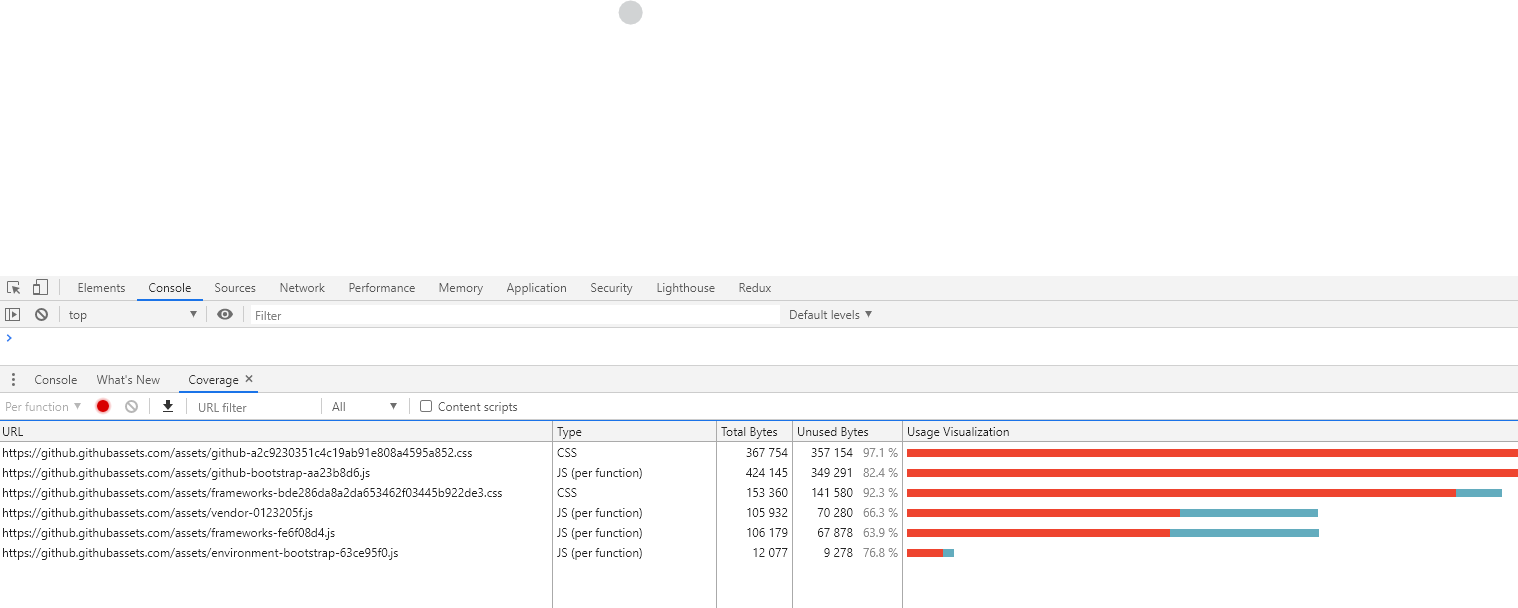 Elements Console Sources Network Performance Memory Application Security Lighthouse Redux
top Filter Default levels
Console What's New Coverage
Per function URL filter All Content scripts
URL Type Total Bytes Unused Bytes Usage Visualization
https://github.githubassets.com/assets/github-a2c9230351c4c19ab91e808a4595a852.css CSS 367 754 357 154 97.1 %
https://github.githubassets.com/assets/github-bootstrap-aa23b8d6.js JS (per function) 424 145 349 291 82.4 %
https://github.githubassets.com/assets/frameworks-bde286da8a2da653462f03445b922de3.css CSS 153 360 141 580 92.3 %
https://github.githubassets.com/assets/vendor-0123205f.js JS (per function) 105 932 70 280 66.3 %
https://github.githubassets.com/assets/frameworks-fe6f08d4.js JS (per function) 106 179 67 878 63.9 %
https://github.githubassets.com/assets/environment-bootstrap-63ce95f0.js JS (per function) 12 077 9 278 76.8 %